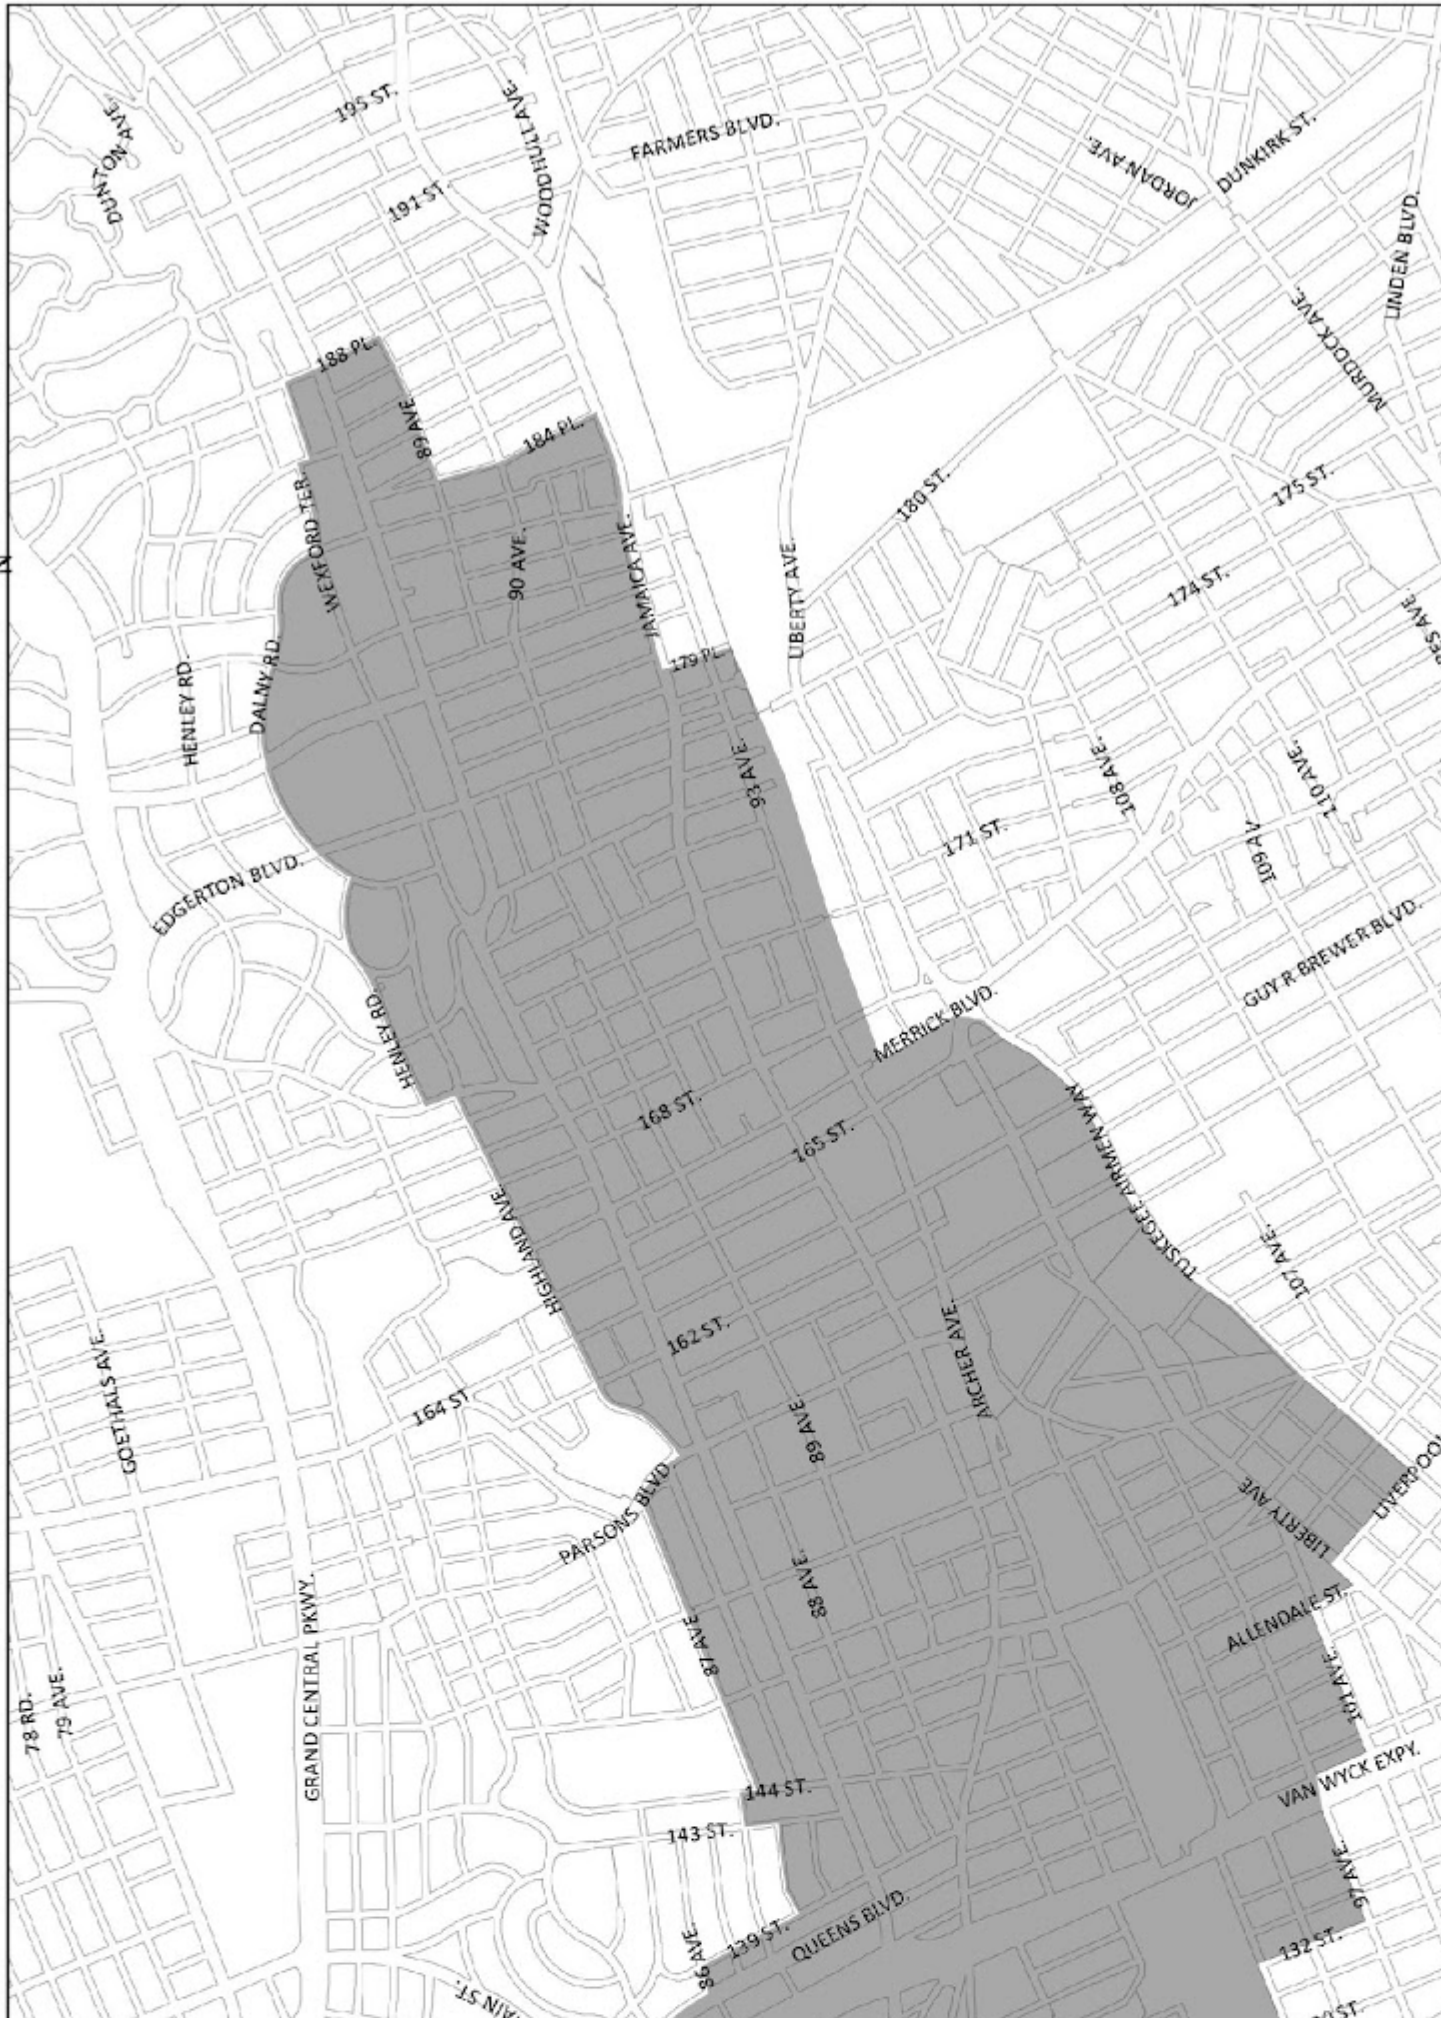 195 ST.
WOODHULL AVE.
FARMERS BLVD.
DUNTON AVE.
JORDAN AVE.
DUNKIRK ST.
191 ST.
LINDEN BLVD.
188 PL.
MURDOCK AVE.
89 AVE.
184 PL.
WEXFORD TER.
180 ST.
175 ST.
N
90 AVE.
JAMAICA AVE.
LIBERTY AVE.
174 ST.
AVE.
HENLEY RD.
DALNY RD.
179 PL.
93 AVE.
108 AVE.
110 AVE.
171 ST.
109 AV
EDGERTON BLVD.
GUY R BREWER BLVD.
HENLEY RD.
MERRICK BLVD.
168 ST.
165 ST.
TUSKEGEE AIRMEN WAY
HIGHLAND AVE.
107 AVE.
162 ST.
ARCHER AVE.
GOETHALS AVE.
164 ST
89 AVE.
PARSONS BLVD.
LIVERPOOL
LIBERTY AVE
LIBERTY
88 AVE.
ALLENDALE ST.
87 AVE
GRAND CENTRAL PKWY.
101 AVE.
78 RD.
79 AVE.
VAN WYCK EXPY.
144 ST.
143 ST.
97 AVE.
QUEENS BLVD.
139 ST.
86 AVE.
132 ST.
ST.